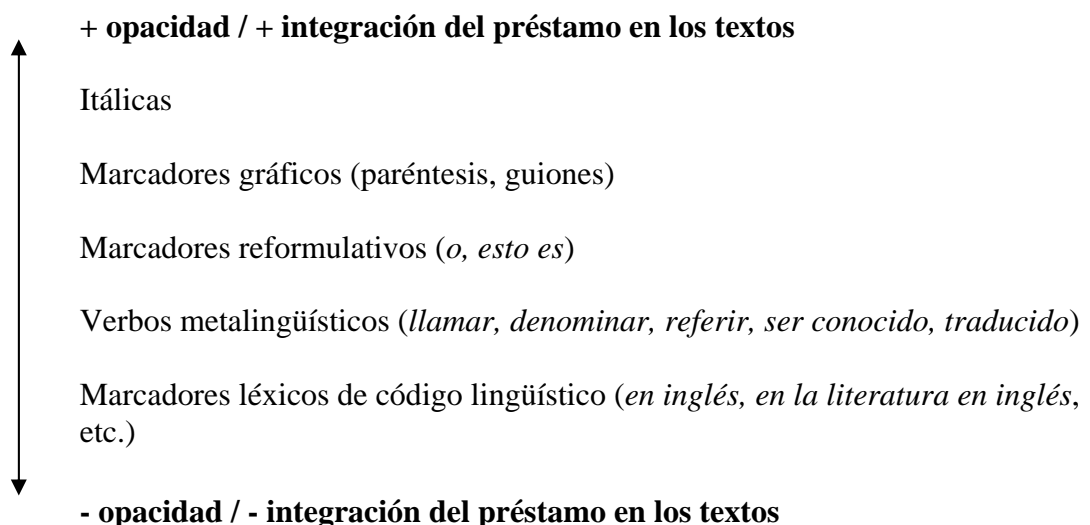 + opacidad / + integración del préstamo en los textos
Itálicas
Marcadores gráficos (paréntesis, guiones)
Marcadores reformulativos (o, esto es)
Verbos metalingüísticos (llamar, denominar, referir, ser conocido, traducido)
Marcadores léxicos de código lingüístico (en inglés, en la literatura en inglés,
etc.)
- opacidad / - integración del préstamo en los textos